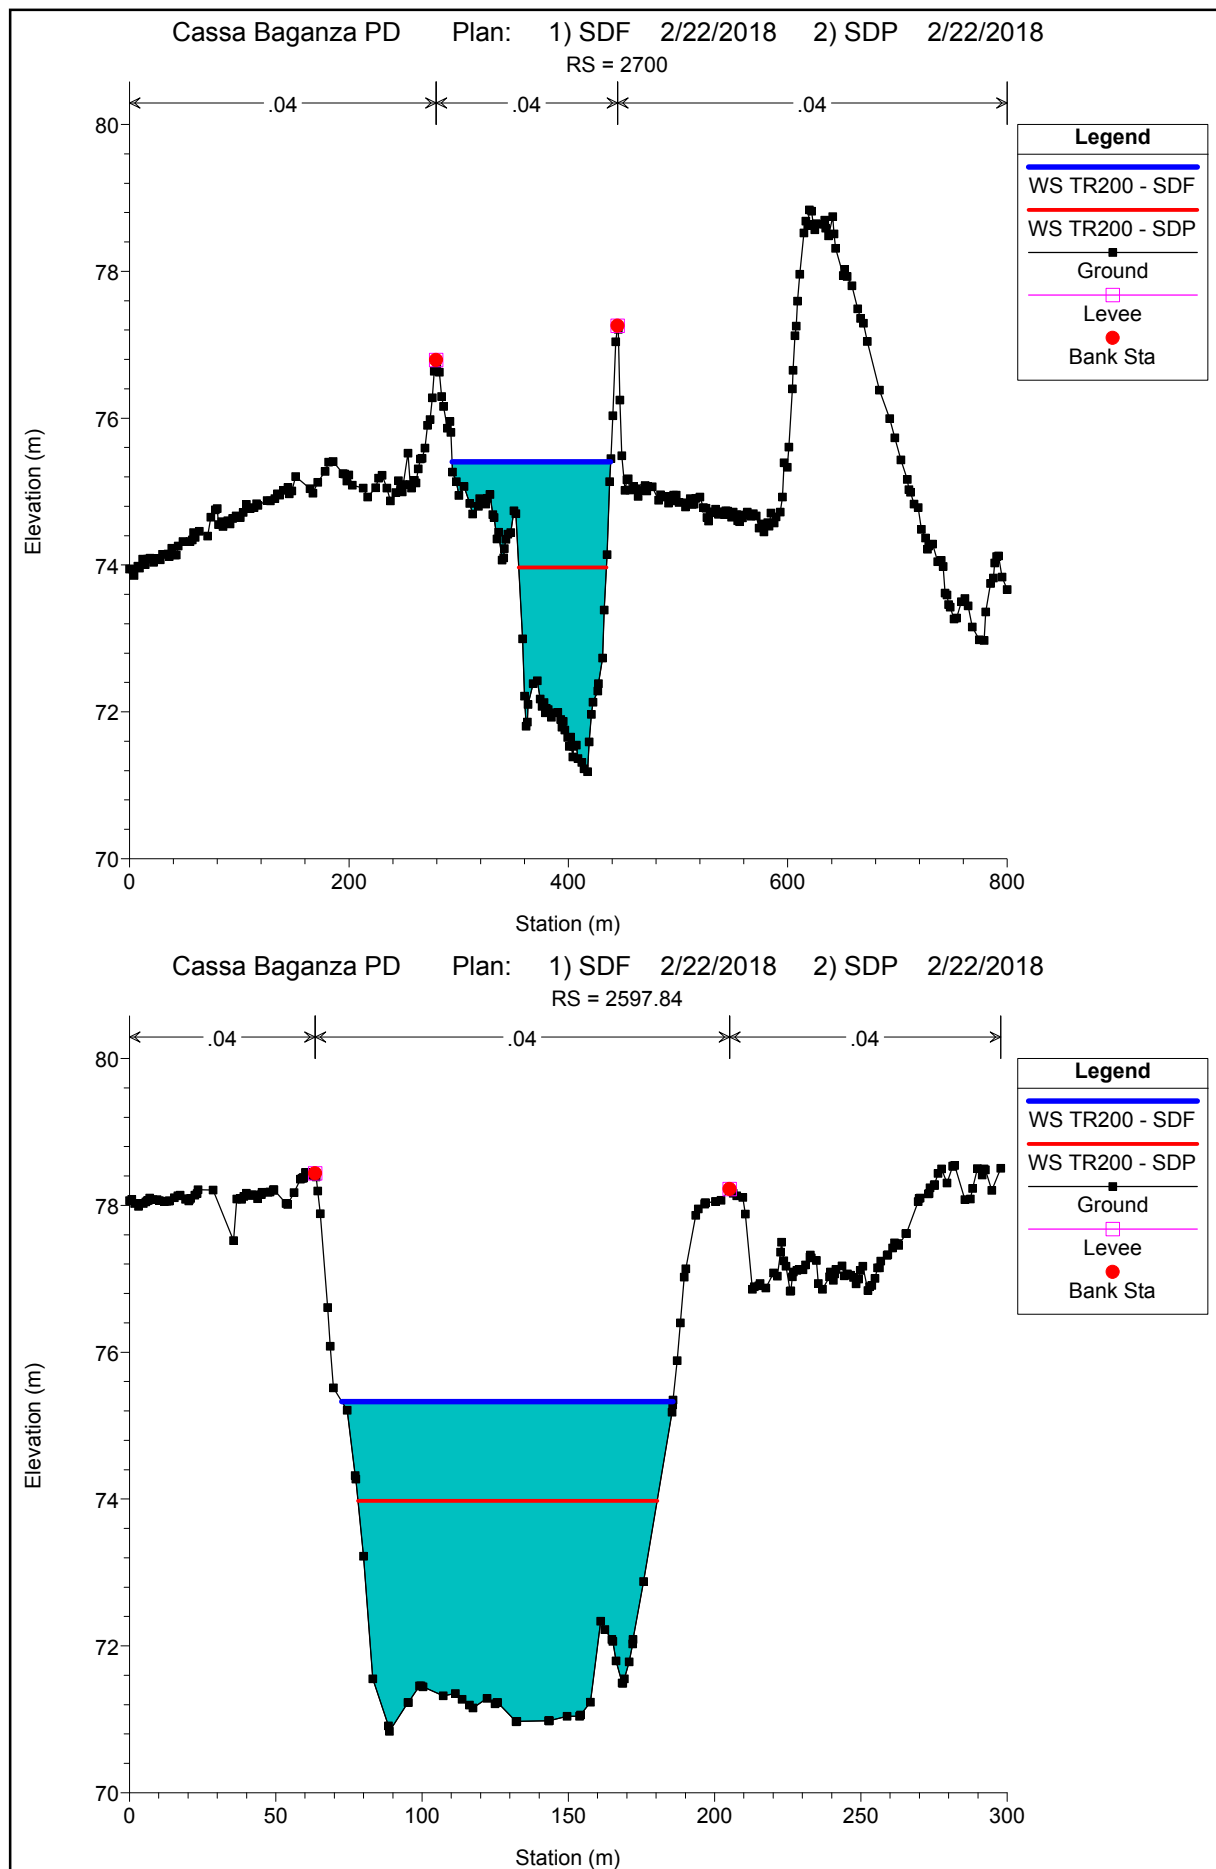 Cassa Baganza PD Plan: 1) SDF 2/22/2018 2) SDP 2/22/2018
RS = 2700
.04 .04 .04
Legend
WS TR200 - SDF
WS TR200 - SDP
Ground
Levee
Bank Sta
80
78
76
74
72
70
Elevation (m)
0 200 400 600 800
Station (m)
Cassa Baganza PD Plan: 1) SDF 2/22/2018 2) SDP 2/22/2018
RS = 2597.84
.04 .04 .04
Legend
WS TR200 - SDF
WS TR200 - SDP
Ground
Levee
Bank Sta
80
78
76
74
72
70
Elevation (m)
0 50 100 150 200 250 300
Station (m)